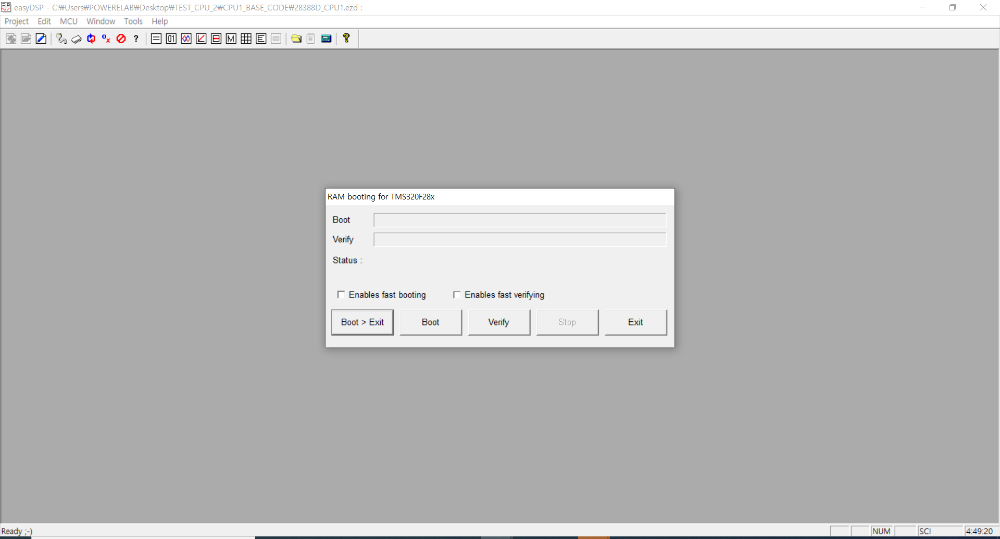 easyDSP - C:₩Users₩POWERELAB₩Desktop₩TEST_CPU_2₩CPU1_BASE_CODE₩28388D_CPU1.ezd :
Project Edit MCU Window Tools Help
01 M E ? ?
RAM booting for TMS320F28x
Boot
Verify
Status :
Enables fast booting Enables fast verifying
Boot > Exit Boot Verify Stop Exit
Ready ;-) NUM SCI 4:49:20